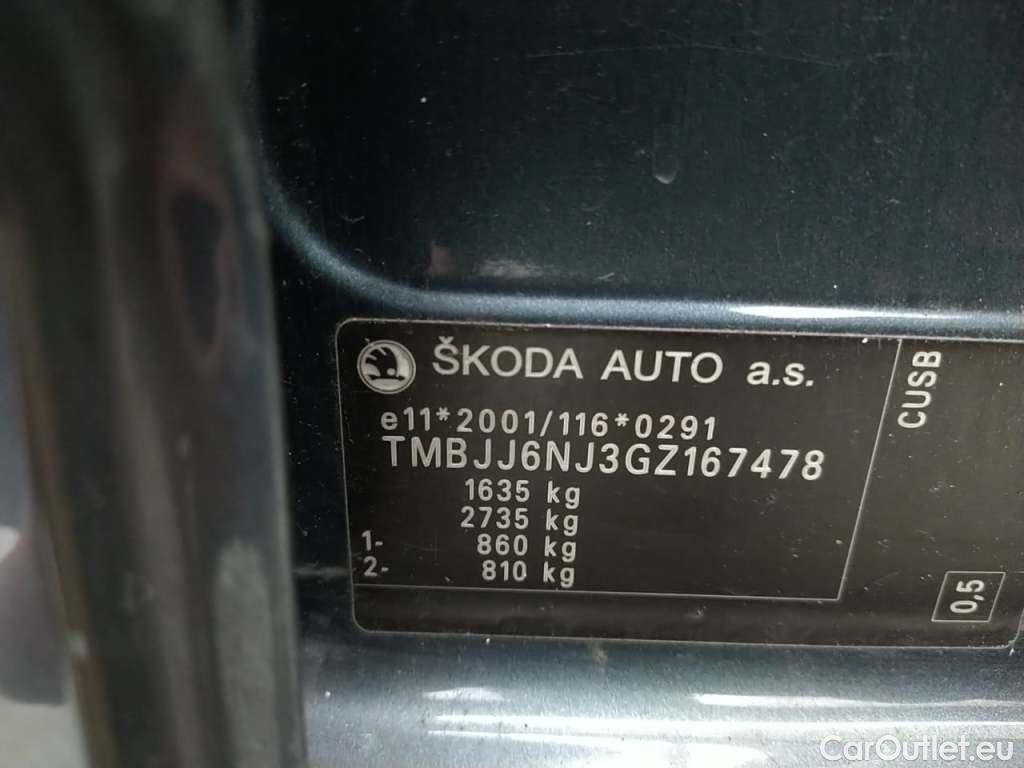 ŠKODA AUTO a.s.
e11*2001/116*0291
TMBJJ6NJ3GZ167478
1635 kg
2735 kg
1- 860 kg
2- 810 kg
CUSB
0,5
CarOutlet.eu